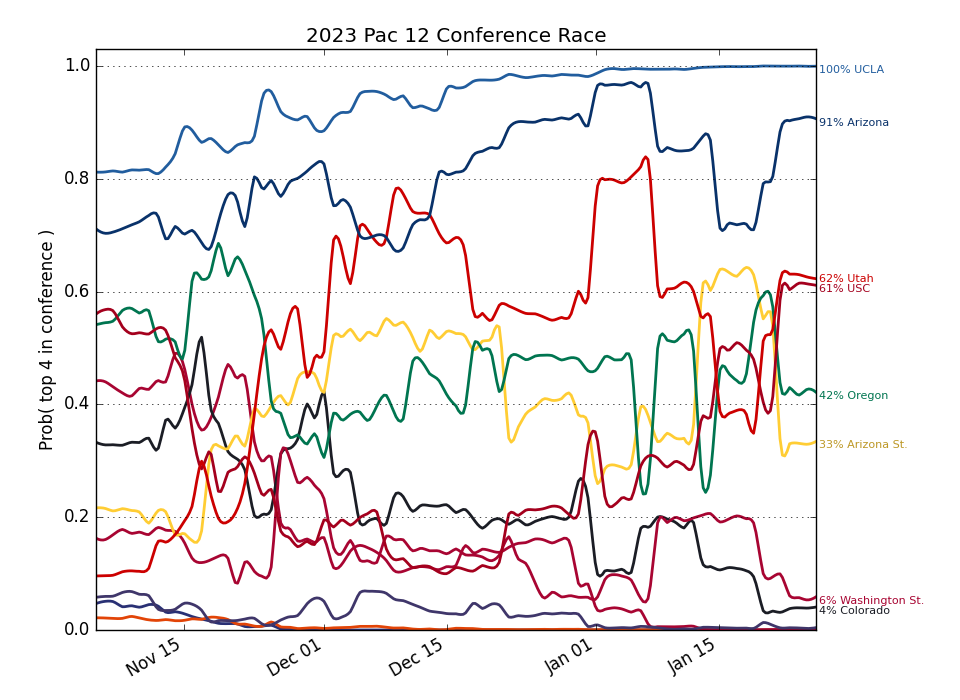 2023 Pac 12 Conference Race
Prob( top 4 in conference )
1.0
0.8
0.6
0.4
0.2
0.0
Nov 15
Dec 01
Dec 15
Jan 01
Jan 15
100% UCLA
91% Arizona
62% Utah
61% USC
42% Oregon
33% Arizona St.
6% Washington St.
4% Colorado